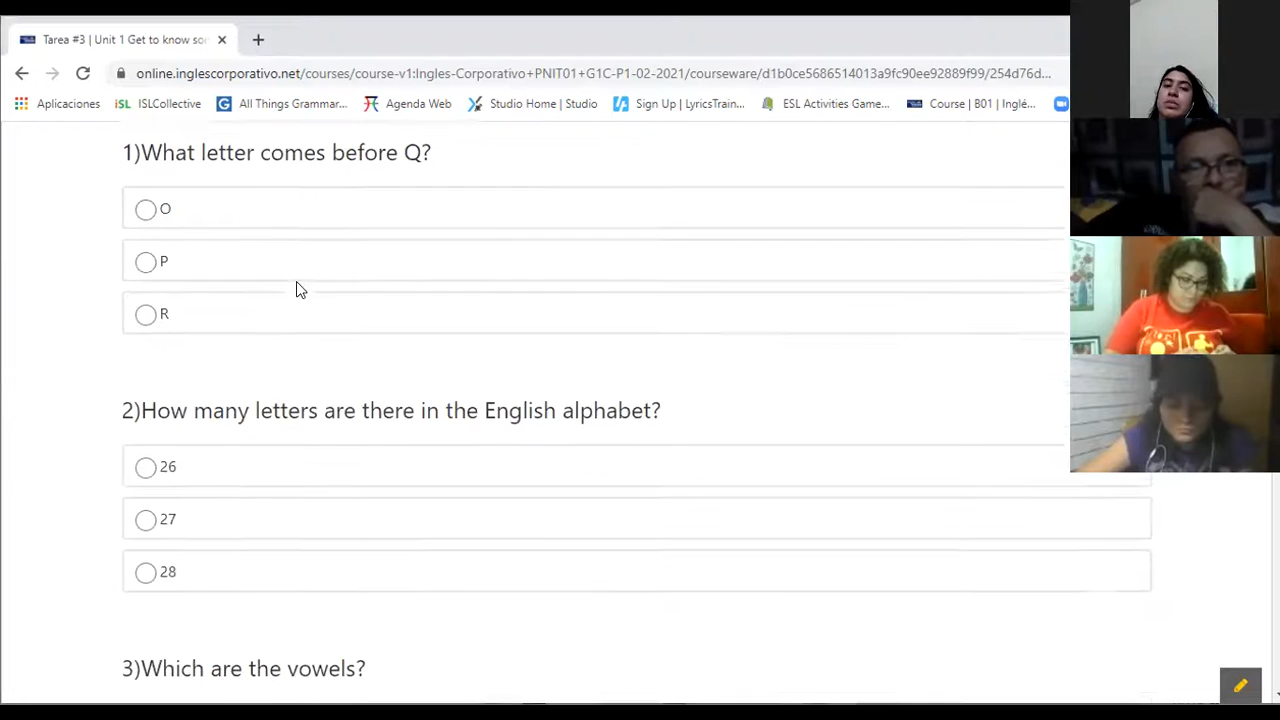 Tarea #3 | Unit 1 Get to know so
online.inglescorporativo.net/courses/course-v1:Ingles-Corporativo+PNIT01+G1C-P1-02-2021/courseware/d1b0ce5686514013a9fc90ee92889f99/254d76d...
Aplicaciones iSL ISLCollective G All Things Grammar... Agenda Web Studio Home | Studio Sign Up | LyricsTrain... ESL Activities Game... Course | B01 | Inglé...
1)What letter comes before Q?
O
P
R
2)How many letters are there in the English alphabet?
26
27
28
3)Which are the vowels?